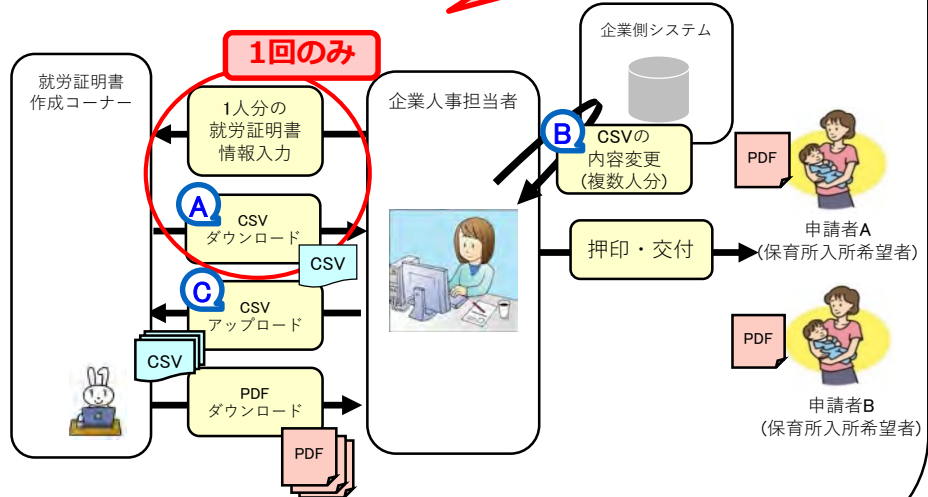 1回のみ
企業側システム
就労証明書
作成コーナー
1人分の
就労証明書
情報入力
企業人事担当者
B
CSVの
内容変更
(複数人分)
PDF
A
CSV
ダウンロード
CSV
押印・交付
申請者A
(保育所入所希望者)
C
CSV
アップロード
CSV
PDF
ダウンロード
PDF
PDF
申請者B
(保育所入所希望者)